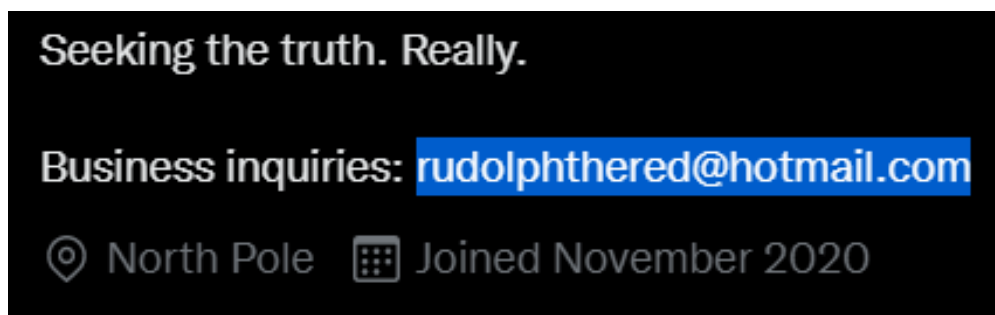 Seeking the truth. Really.
Business inquiries: rudolphthered@hotmail.com
North Pole Joined November 2020